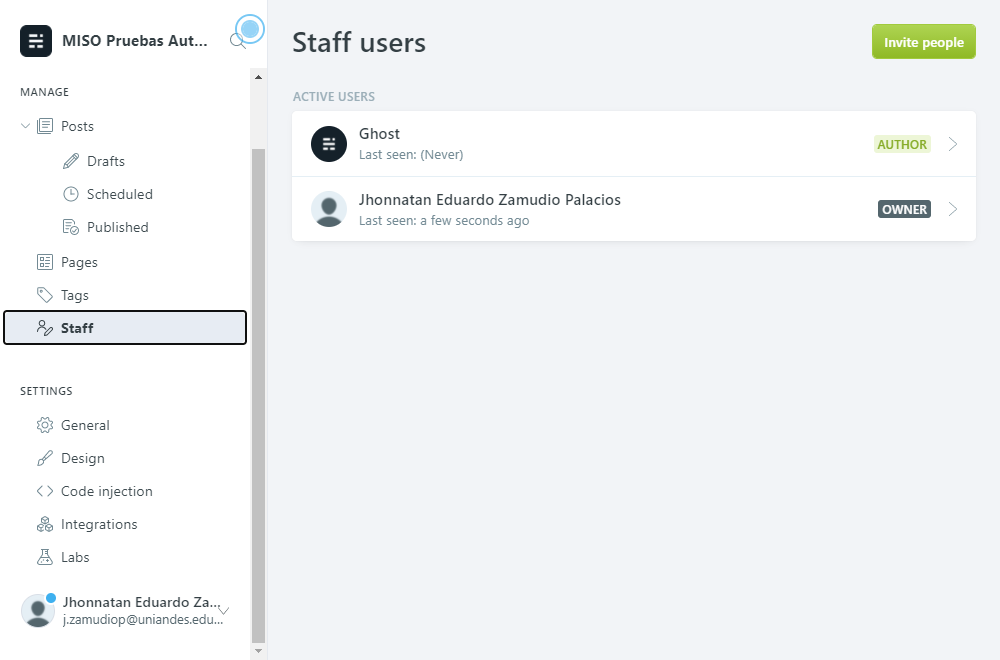 MISO Pruebas Aut...
MANAGE
Posts
Drafts
Scheduled
Published
Pages
Tags
Staff
SETTINGS
General
Design
Code injection
Integrations
Labs
Jhonnatan Eduardo Za...
j.zamudiop@uniandes.edu...
Staff users
Invite people
ACTIVE USERS
Ghost
Last seen: (Never)
AUTHOR
Jhonnatan Eduardo Zamudio Palacios
Last seen: a few seconds ago
OWNER